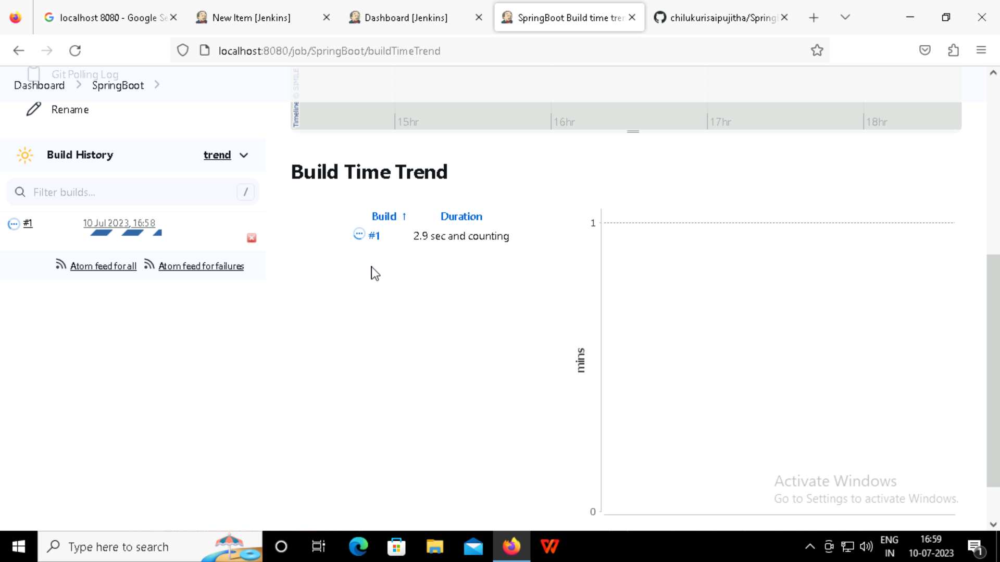 localhost 8080 - Google Se
New Item [Jenkins]
Dashboard [Jenkins]
SpringBoot Build time tren
chilukurisaipujitha/SpringB
localhost:8080/job/SpringBoot/buildTimeTrend
Git Polling Log
Dashboard
SpringBoot
Rename
Timeline © SIMILE
15hr
16hr
17hr
18hr
Build History
trend
Filter builds...
/
#1
10 Jul 2023, 16:58
Atom feed for all
Atom feed for failures
Build Time Trend
Build ↑
Duration
#1
2.9 sec and counting
1
mins
0
Activate Windows
Go to Settings to activate Windows.
Type here to search
ENG
IN
16:59
10-07-2023
1